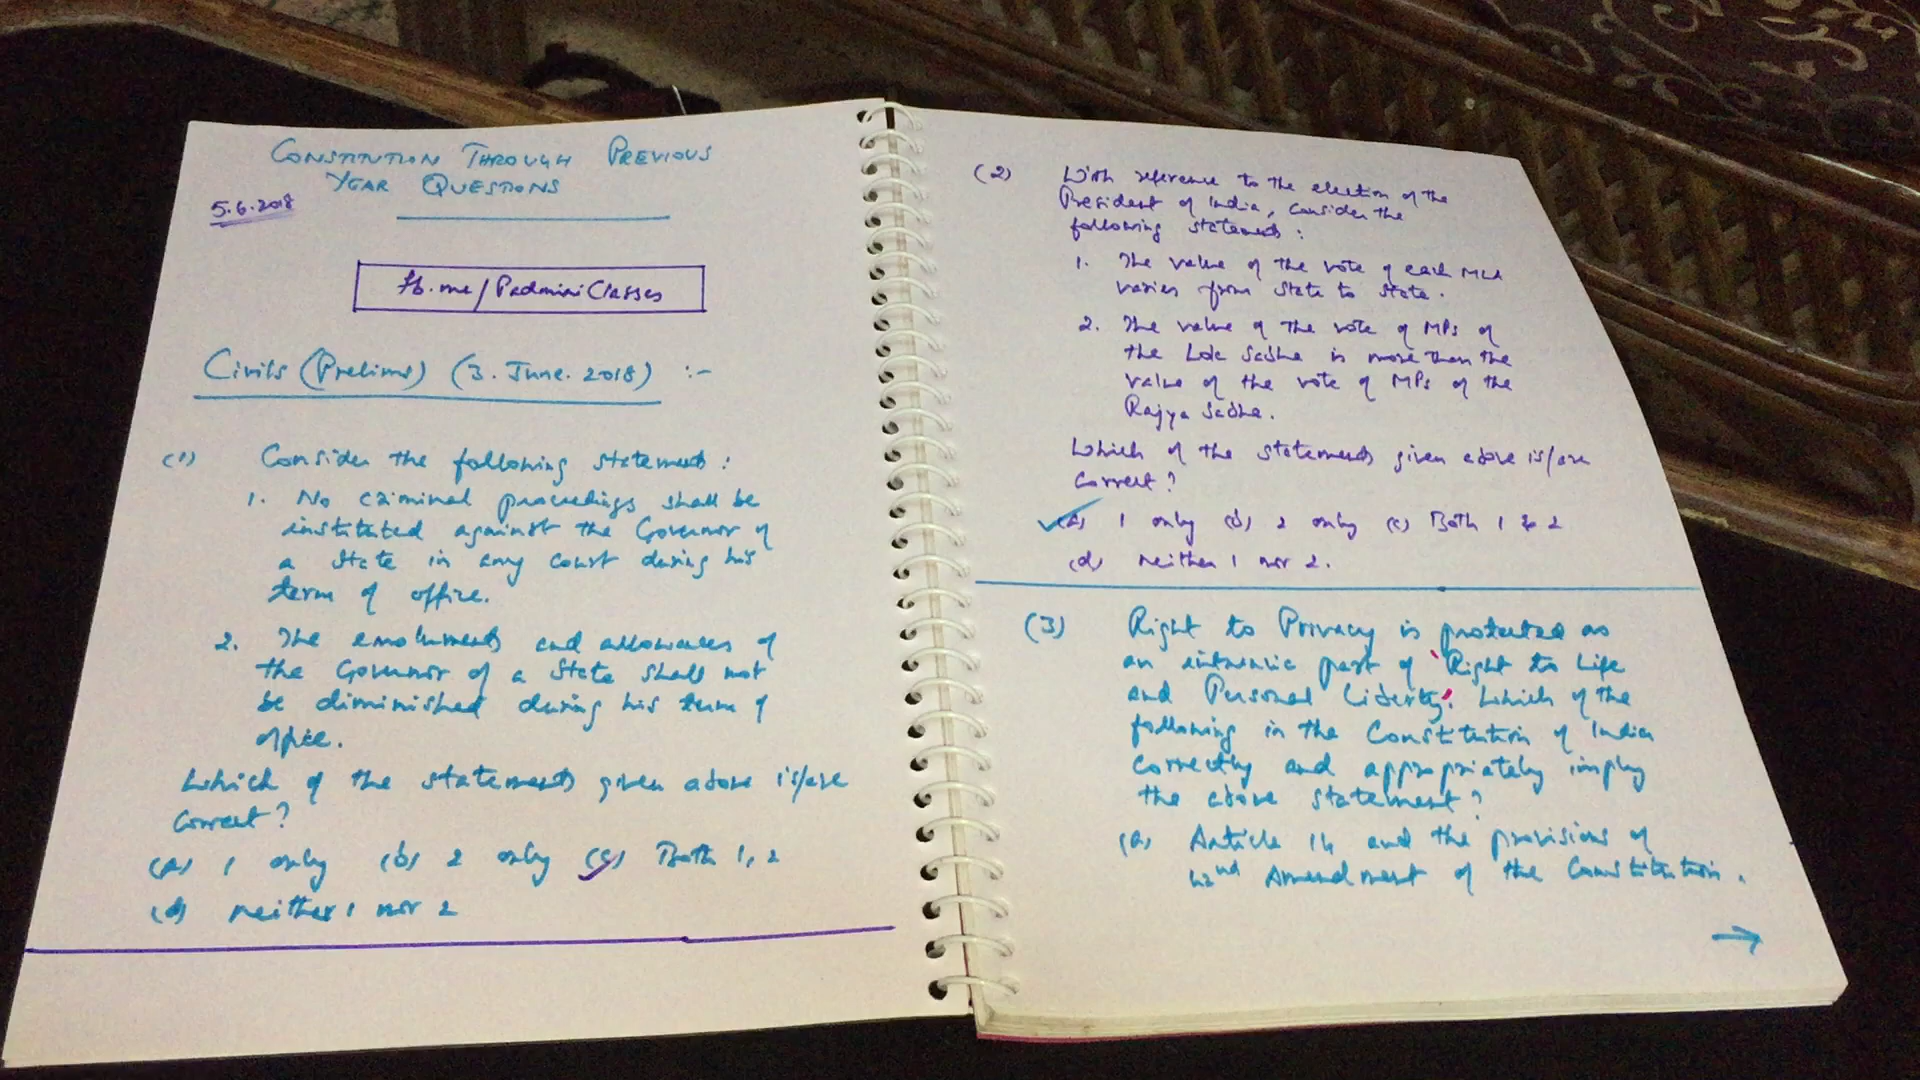 CONSTITUTION THROUGH PREVIOUS
YEAR QUESTIONS
5.6.2018
fb.me/PadminiClasses
Civils (Prelims) (3. June. 2018) :-
(1) Consider the following statements:
1. No criminal proceedings shall be
instituted against the Governor of
a State in any court during his
term of office.
2. The emoluments and allowances of
the Governor of a State shall not
be diminished during his term of
office.
Which of the statements given above is/are
correct?
(a) 1 only (b) 2 only (c) Both 1, 2
(d) neither 1 nor 2
(2) With reference to the election of the
President of India, consider the
following statements:
1. The value of the vote of each MLA
varies from State to State.
2. The value of the vote of MPs of
the Lok Sabha is more than the
value of the vote of MPs of the
Rajya Sabha.
Which of the statements given above is/are
correct?
(a) 1 only (b) 2 only (c) Both 1 & 2
(d) neither 1 nor 2.
(3) Right to Privacy is protected as
an intrinsic part of 'Right to Life
and Personal Liberty'. Which of the
following in the Constitution of India
correctly and appropriately imply
the above statement?
(a) Article 14 and the provisions of
42nd Amendment of the Constitution.
→